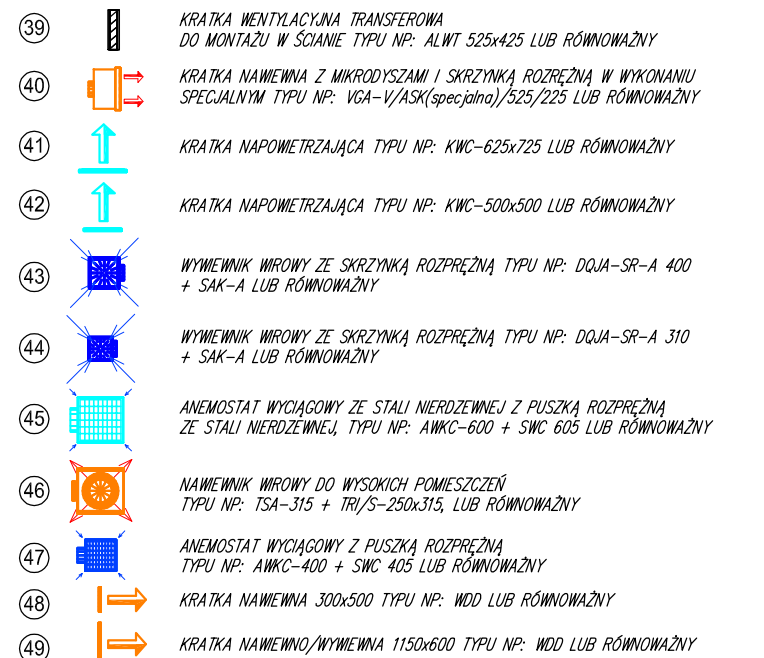 39 KRATKA WENTYLACYJNA TRANSFEROWA
DO MONTAŻU W ŚCIANIE TYPU NP: ALWT 525x425 LUB RÓWNOWAŻNY
40 KRATKA NAWIEWNA Z MIKRODYSZAMI I SKRZYNKĄ ROZRĘŻNĄ W WYKONANIU
SPECJALNYM TYPU NP: VGA-V/ASK(specjalna)/525/225 LUB RÓWNOWAŻNY
41 KRATKA NAPOWIETRZAJĄCA TYPU NP: KWC-625x725 LUB RÓWNOWAŻNY
42 KRATKA NAPOWIETRZAJĄCA TYPU NP: KWC-500x500 LUB RÓWNOWAŻNY
43 WYWIEWNIK WIROWY ZE SKRZYNKĄ ROZPRĘŻNĄ TYPU NP: DQJA-SR-A 400
+ SAK-A LUB RÓWNOWAŻNY
44 WYWIEWNIK WIROWY ZE SKRZYNKĄ ROZPRĘŻNĄ TYPU NP: DQJA-SR-A 310
+ SAK-A LUB RÓWNOWAŻNY
45 ANEMOSTAT WYCIĄGOWY ZE STALI NIERDZEWNEJ Z PUSZKĄ ROZPRĘŻNĄ
ZE STALI NIERDZEWNEJ, TYPU NP: AWKC-600 + SWC 605 LUB RÓWNOWAŻNY
46 NAWIEWNIK WIROWY DO WYSOKICH POMIESZCZEŃ
TYPU NP: TSA-315 + TRI/S-250x315, LUB RÓWNOWAŻNY
47 ANEMOSTAT WYCIĄGOWY Z PUSZKĄ ROZPRĘŻNĄ
TYPU NP: AWKC-400 + SWC 405 LUB RÓWNOWAŻNY
48 KRATKA NAWIEWNA 300x500 TYPU NP: WDD LUB RÓWNOWAŻNY
49 KRATKA NAWIEWNO/WYWIEWNA 1150x600 TYPU NP: WDD LUB RÓWNOWAŻNY